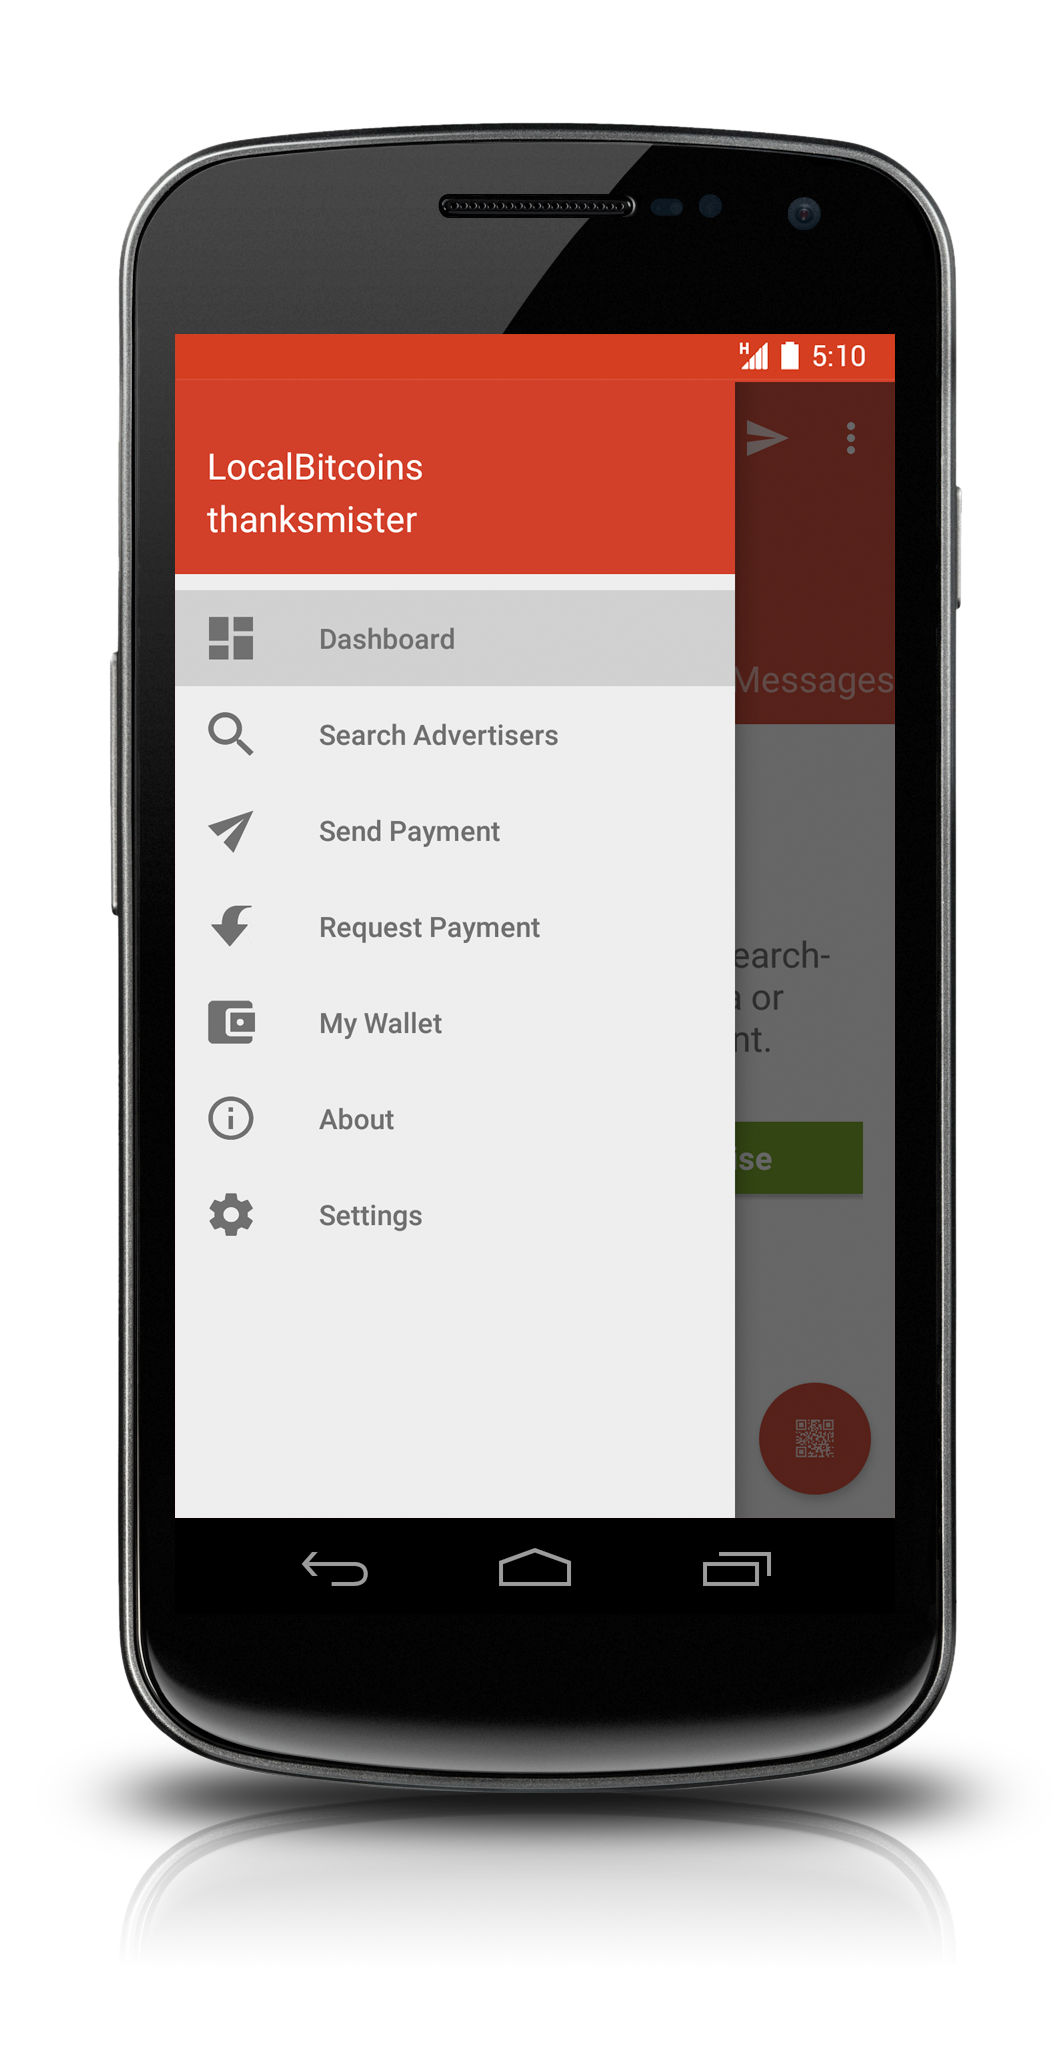 H 5:10
LocalBitcoins
thanksmister
Dashboard
Messages
Search Advertisers
Send Payment
Request Payment
earch-
or
My Wallet
nt.
About
ise
Settings